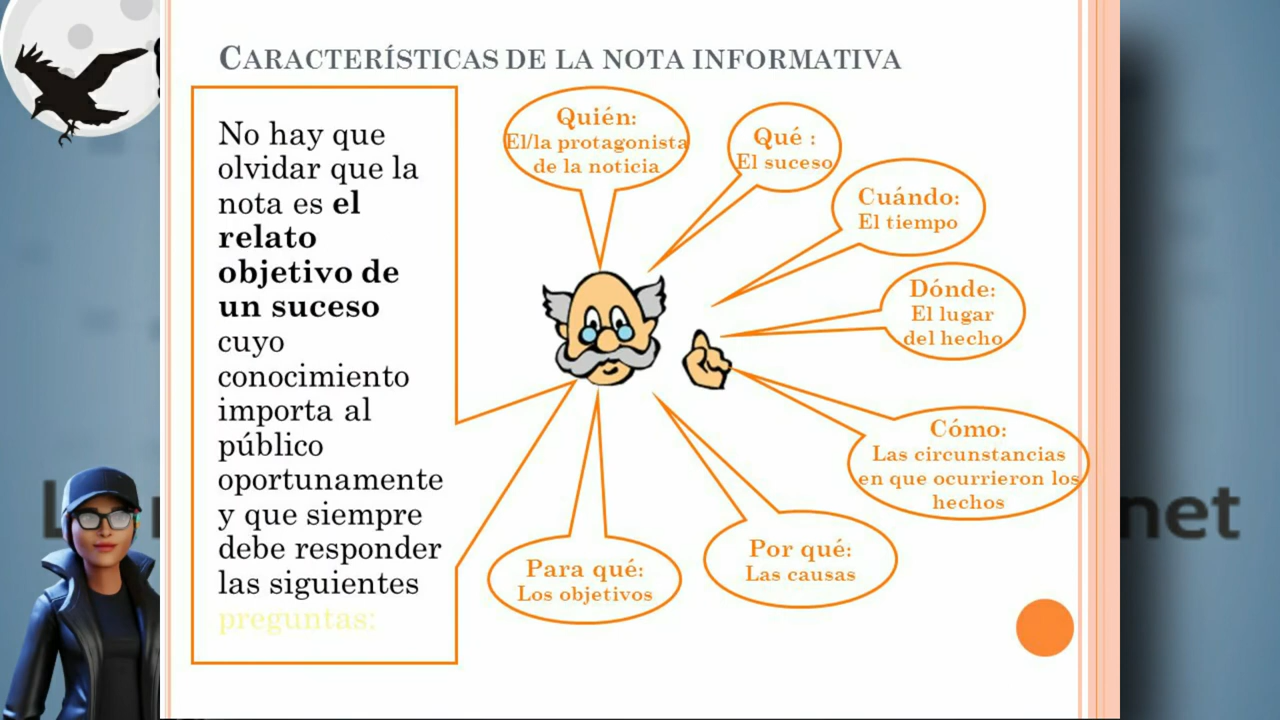 CARACTERÍSTICAS DE LA NOTA INFORMATIVA
No hay que
olvidar que la
nota es el
relato
objetivo de
un suceso
cuyo
conocimiento
importa al
público
oportunamente
y que siempre
debe responder
las siguientes
preguntas:
Quién:
El/la protagonista
de la noticia
Qué :
El suceso
Cuándo:
El tiempo
Dónde:
El lugar
del hecho
Cómo:
Las circunstancias
en que ocurrieron los
hechos
Por qué:
Las causas
Para qué:
Los objetivos
net